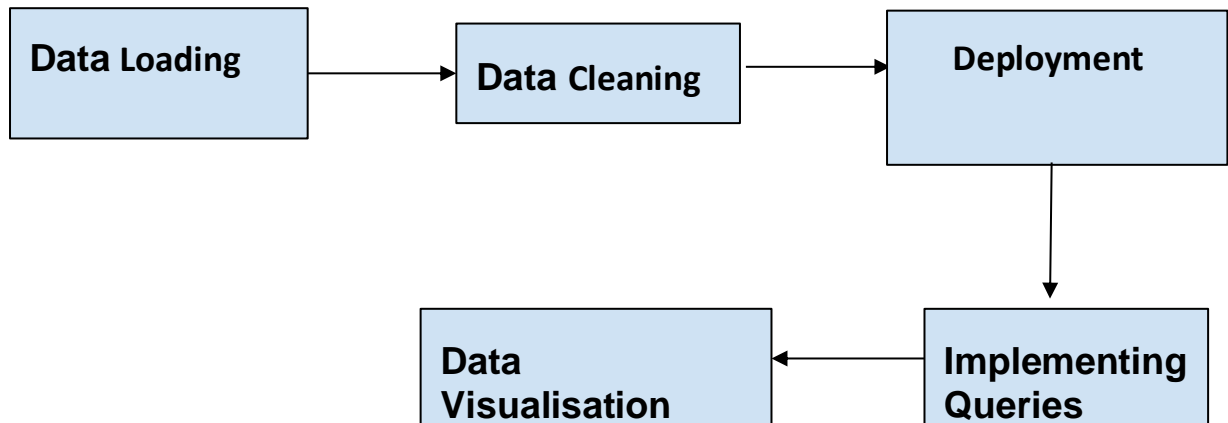 Data Loading
Data Cleaning
Deployment
Implementing
Queries
Data
Visualisation